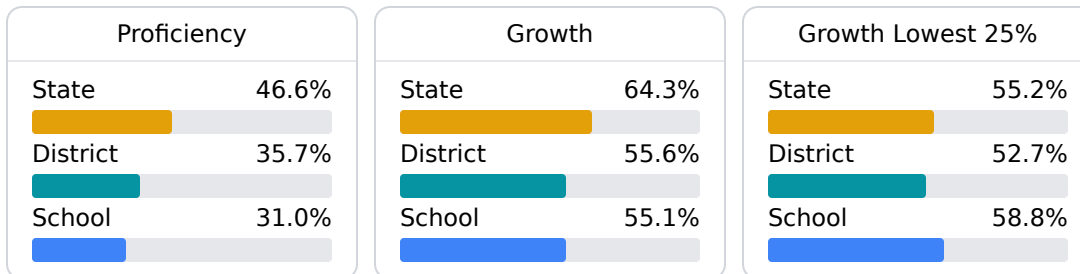 Proficiency
State 46.6%
District 35.7%
School 31.0%
Growth
State 64.3%
District 55.6%
School 55.1%
Growth Lowest 25%
State 55.2%
District 52.7%
School 58.8%